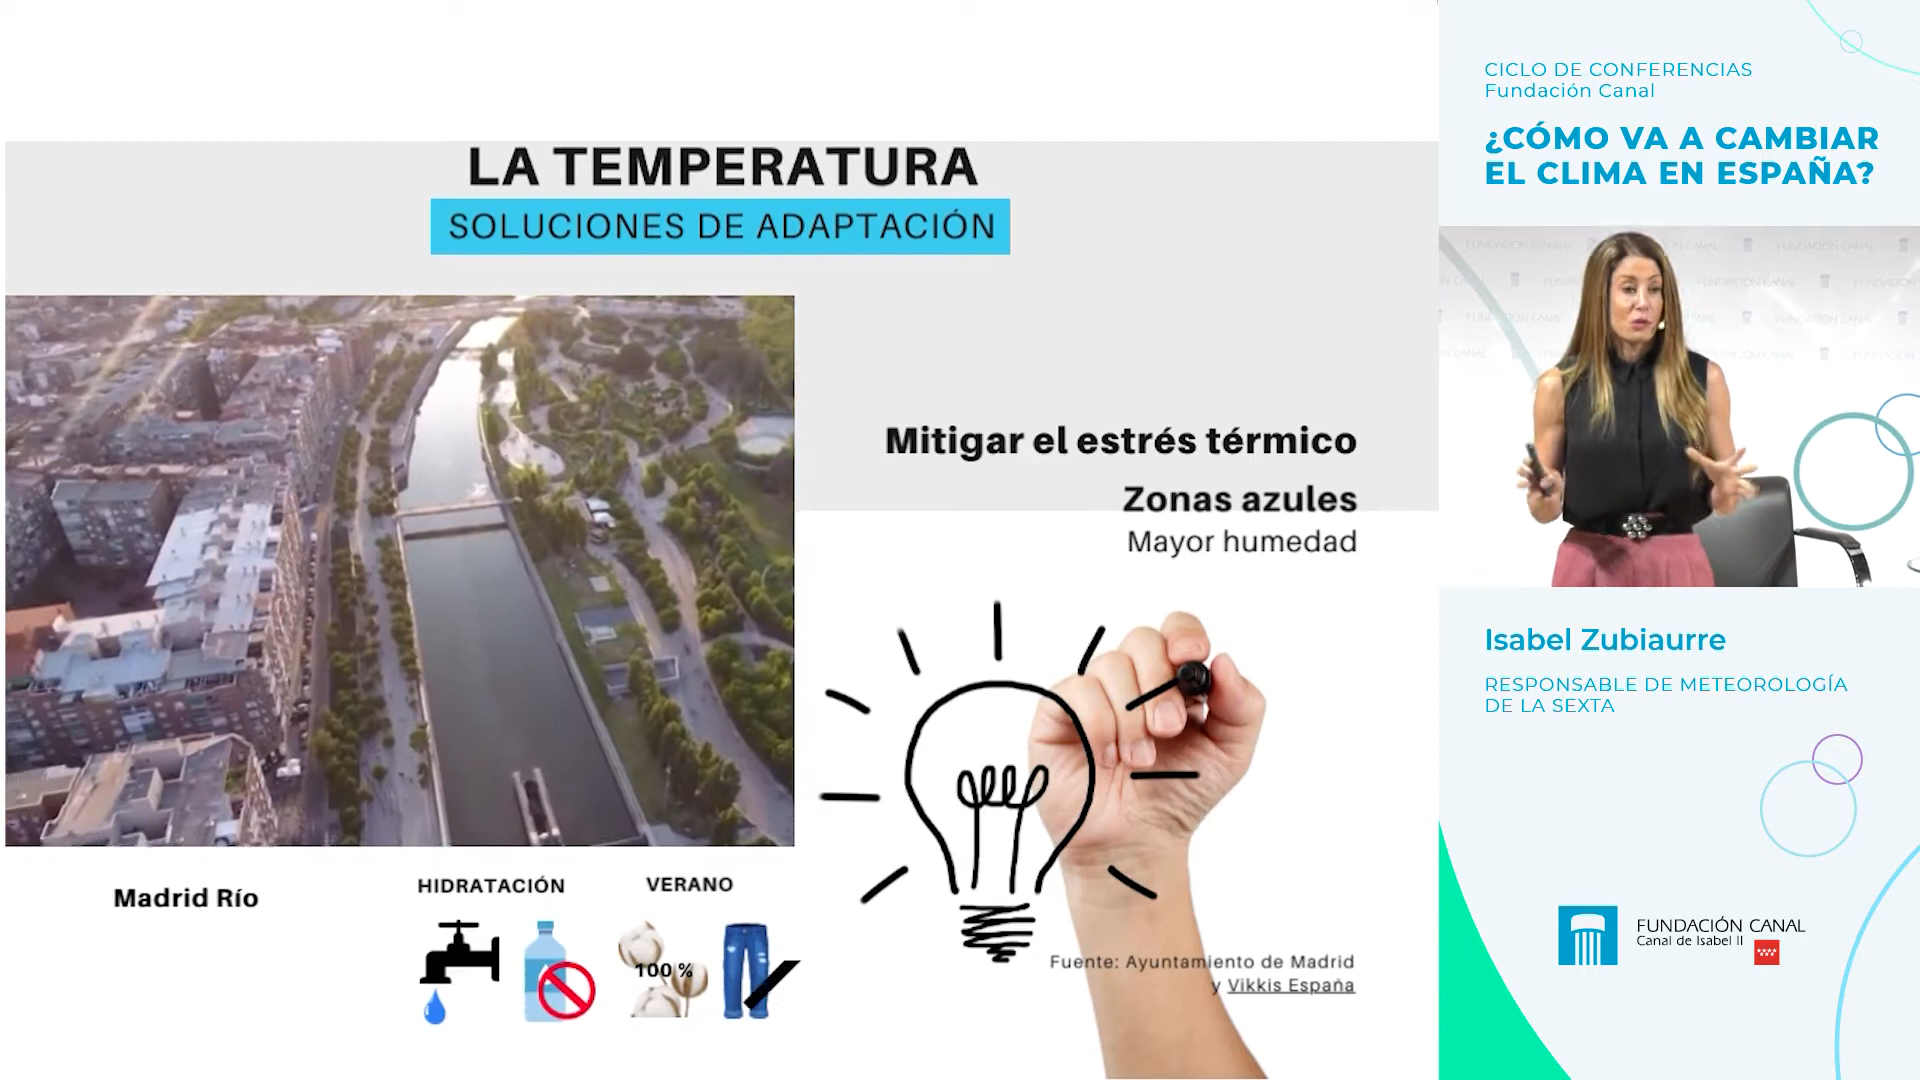 LA TEMPERATURA
SOLUCIONES DE ADAPTACIÓN
Mitigar el estrés térmico
Zonas azules
Mayor humedad
Madrid Río
HIDRATACIÓN
VERANO
100 %
Fuente: Ayuntamiento de Madrid
y Vikkis España
CICLO DE CONFERENCIAS
Fundación Canal
¿CÓMO VA A CAMBIAR
EL CLIMA EN ESPAÑA?
FUNDACIÓN CANAL
Isabel Zubiaurre
RESPONSABLE DE METEOROLOGÍA
DE LA SEXTA
FUNDACIÓN CANAL
Canal de Isabel II